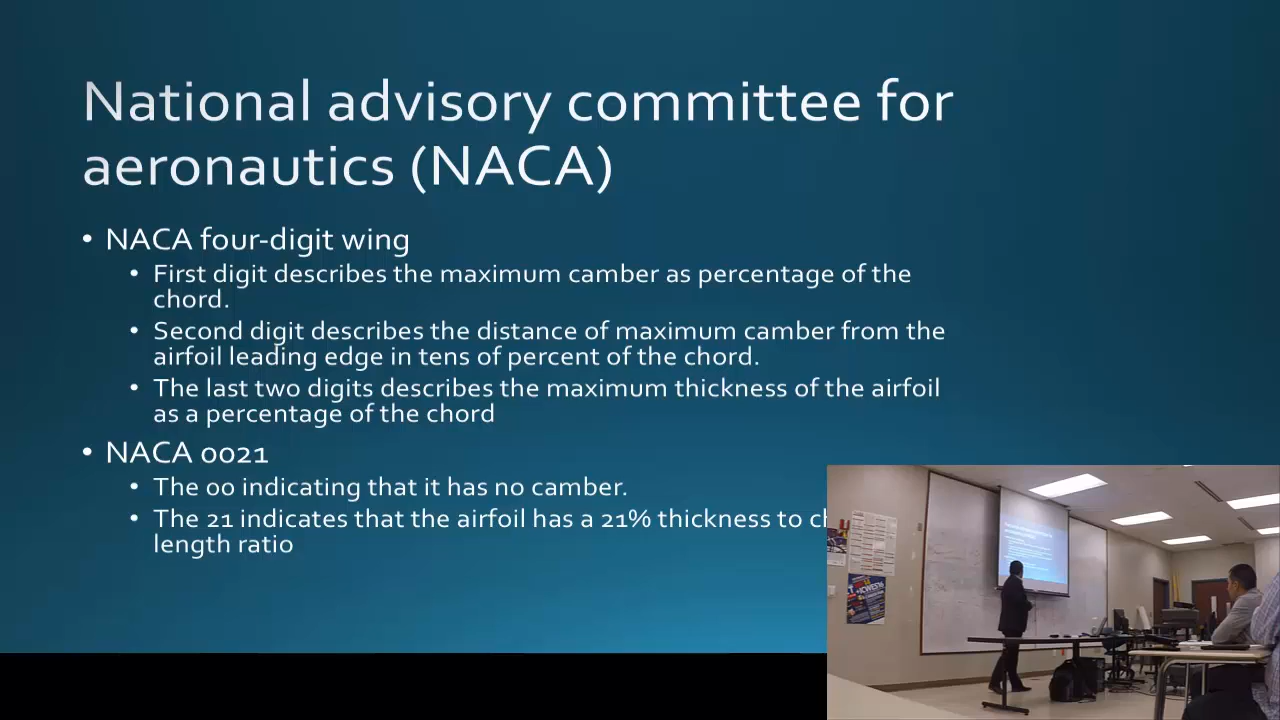 National advisory committee for
aeronautics (NACA)
• NACA four-digit wing
• First digit describes the maximum camber as percentage of the
chord.
• Second digit describes the distance of maximum camber from the
airfoil leading edge in tens of percent of the chord.
• The last two digits describes the maximum thickness of the airfoil
as a percentage of the chord
• NACA 0021
• The 00 indicating that it has no camber.
• The 21 indicates that the airfoil has a 21% thickness to
length ratio